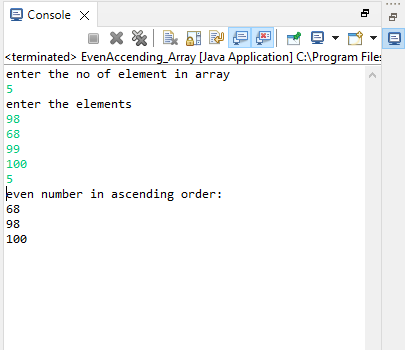 Console
<terminated> EvenAccending_Array [Java Application] C:\Program Files
enter the no of element in array
5
enter the elements
98
68
99
100
5
even number in ascending order:
68
98
100